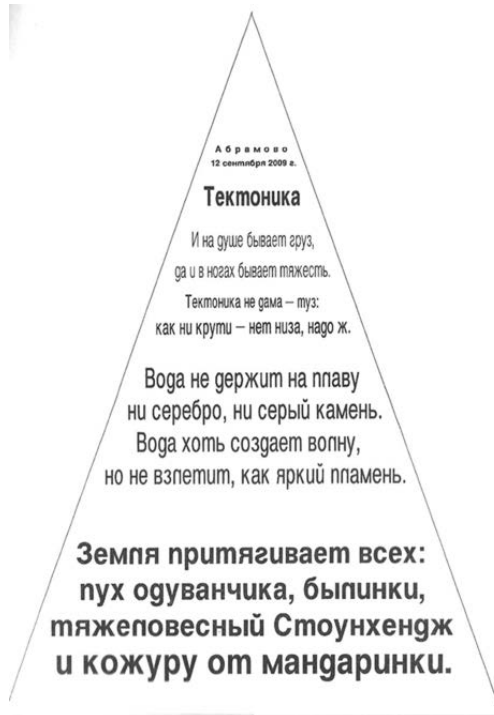 Абрамово
12 сентября 2009 г.
Тектоника
И на душе бывает груз,
да и в ногах бывает тяжесть.
Тектоника не дама – туз:
как ни крути – нет низа, надо ж.
Вода не держит на плаву
ни серебро, ни серый камень.
Вода хоть создает волну,
но не взлетит, как яркий пламень.
Земля притягивает всех:
пух одуванчика, былинки,
тяжеловесный Стоунхендж
и кожуру от мандаринки.